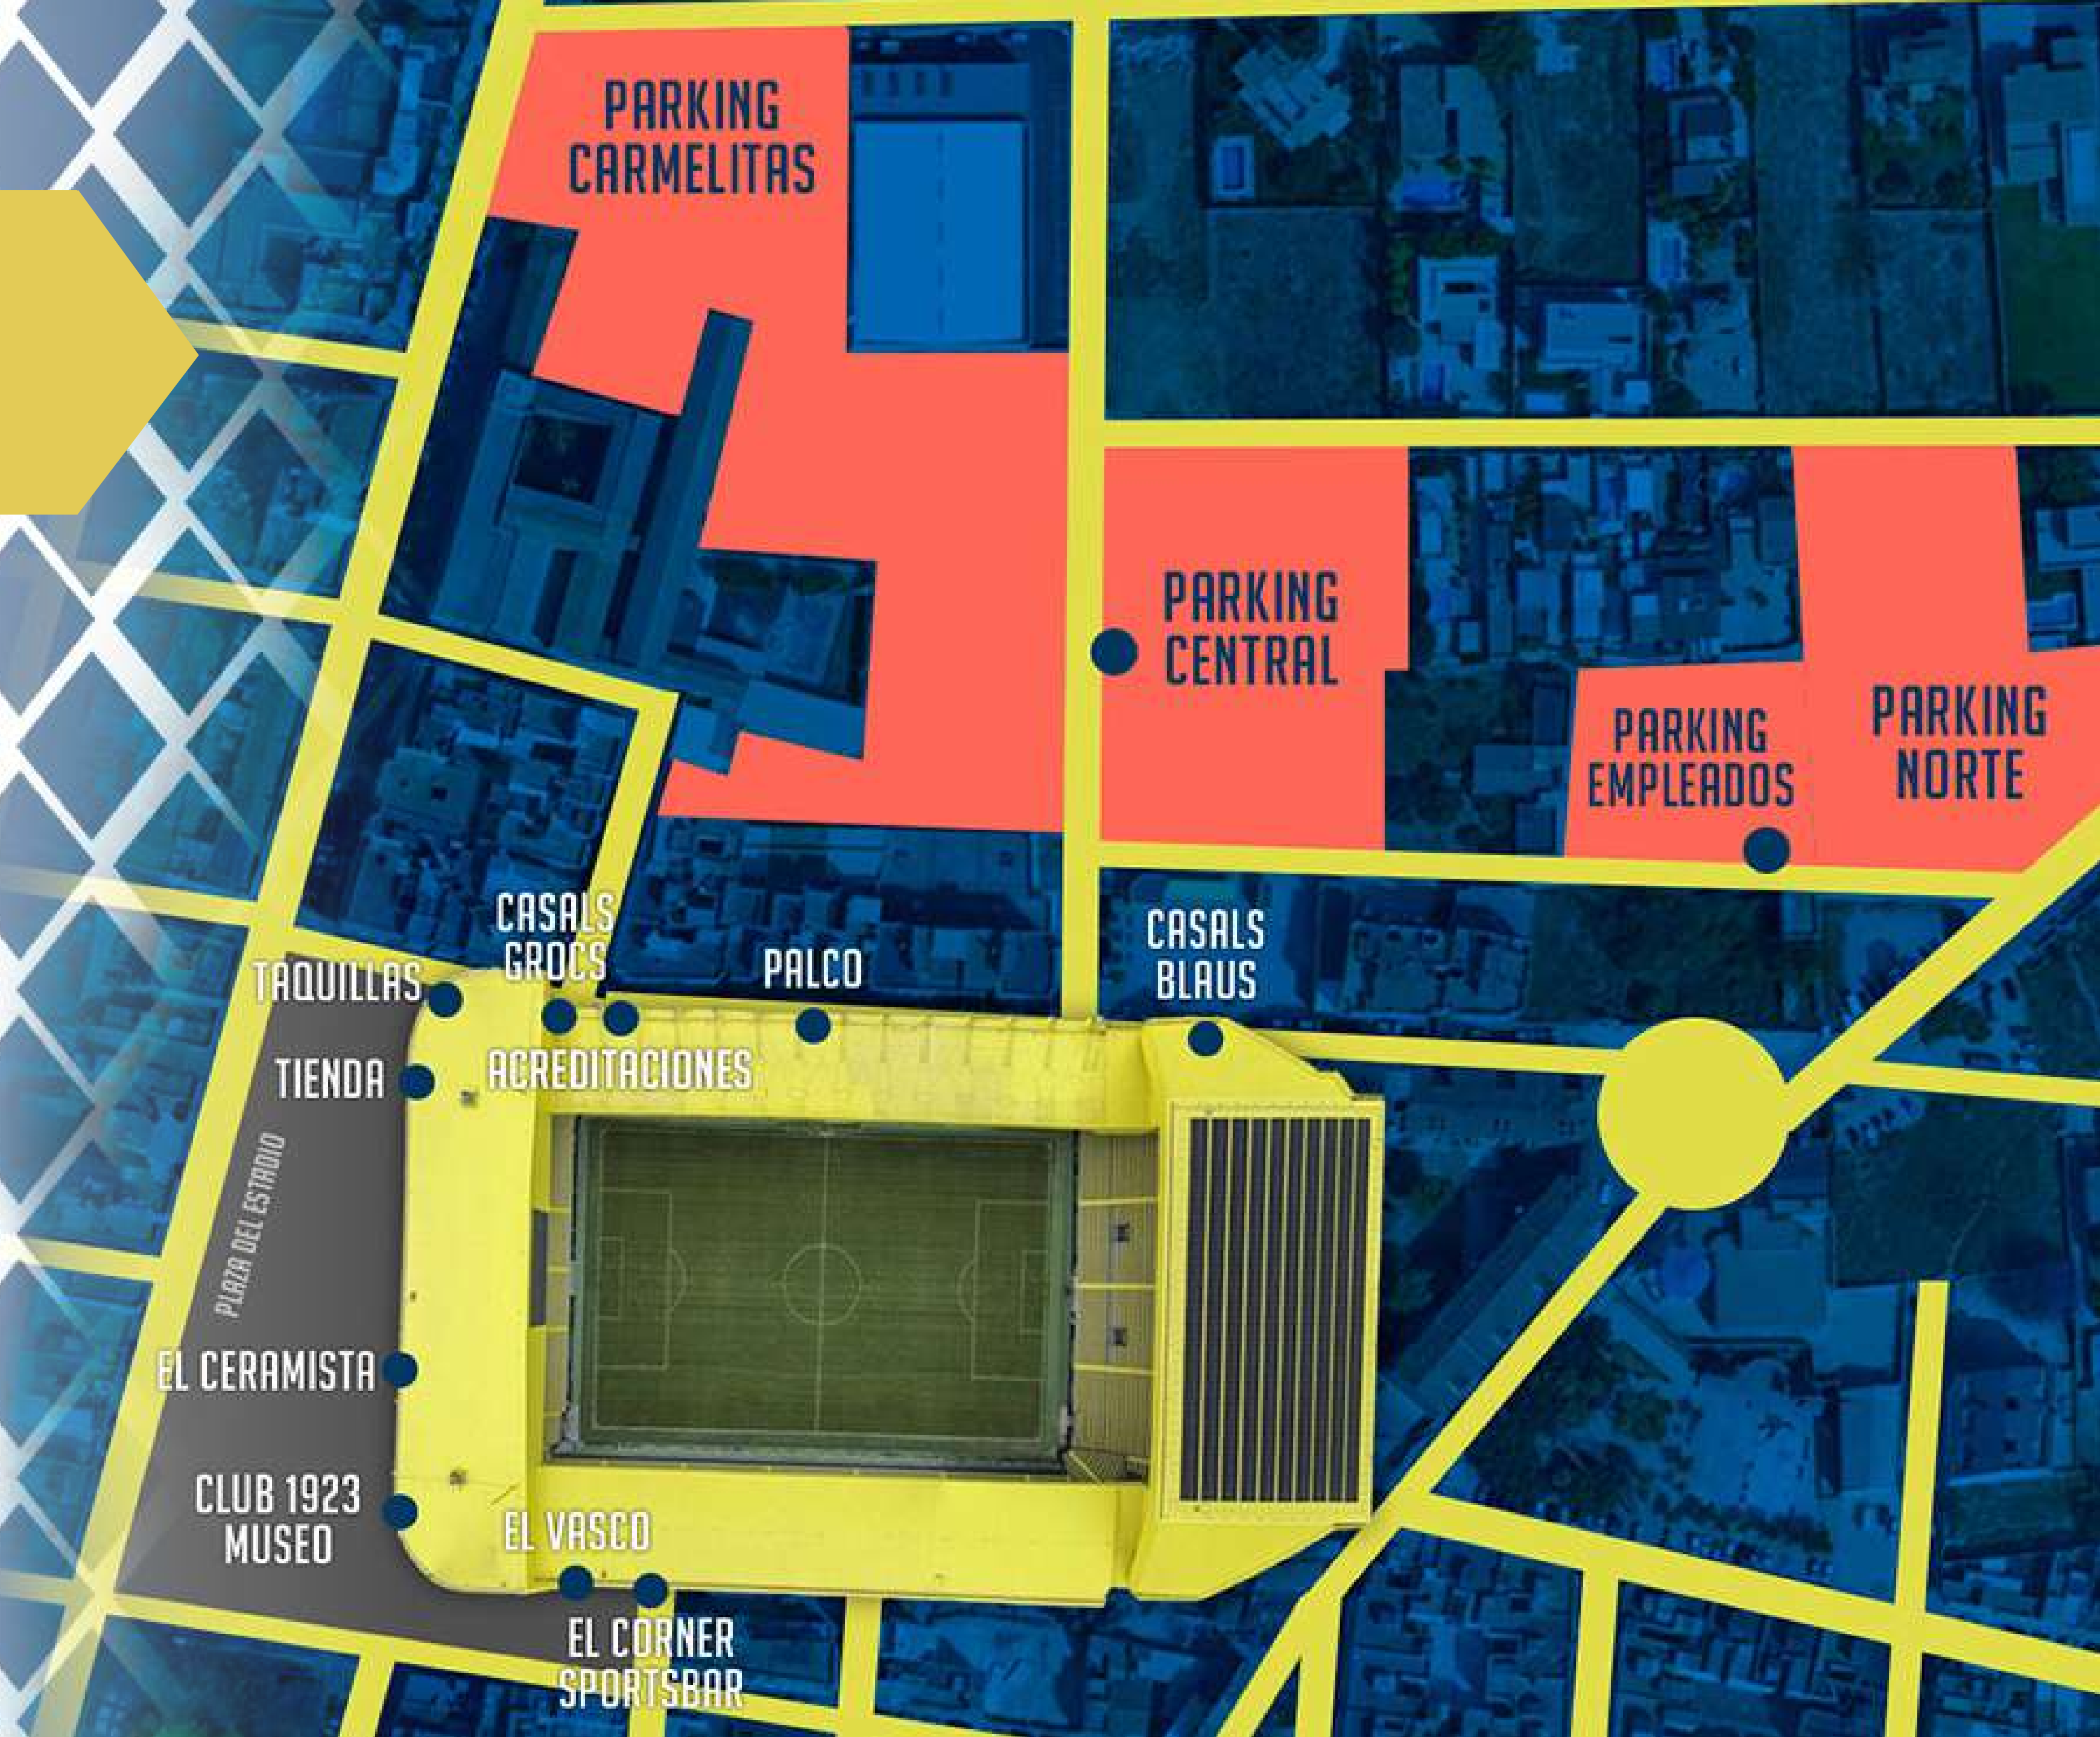 PARKING
CARMELITAS
PARKING
CENTRAL
PARKING
EMPLEADOS
PARKING
NORTE
CASALS
GROCS
TAQUILLAS
PALCO
CASALS
BLAUS
TIENDA
ACREDITACIONES
PLAZA DEL ESTADIO
EL CERAMISTA
CLUB 1923
MUSEO
EL VASCO
EL CORNER
SPORTSBAR